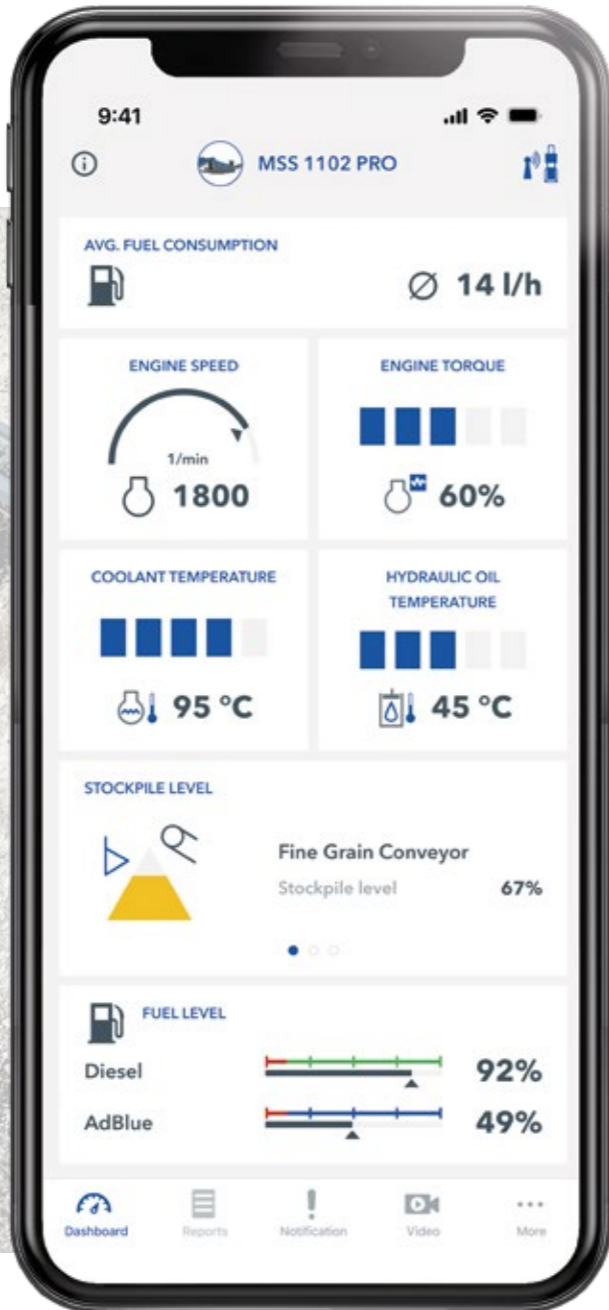 9:41
MSS 1102 PRO
AVG. FUEL CONSUMPTION
Ø 14 l/h
ENGINE SPEED
1/min
1800
ENGINE TORQUE
60%
COOLANT TEMPERATURE
95 °C
HYDRAULIC OIL
TEMPERATURE
45 °C
STOCKPILE LEVEL
Fine Grain Conveyor
Stockpile level 67%
FUEL LEVEL
Diesel 92%
AdBlue 49%
Dashboard Reports Notification Video More